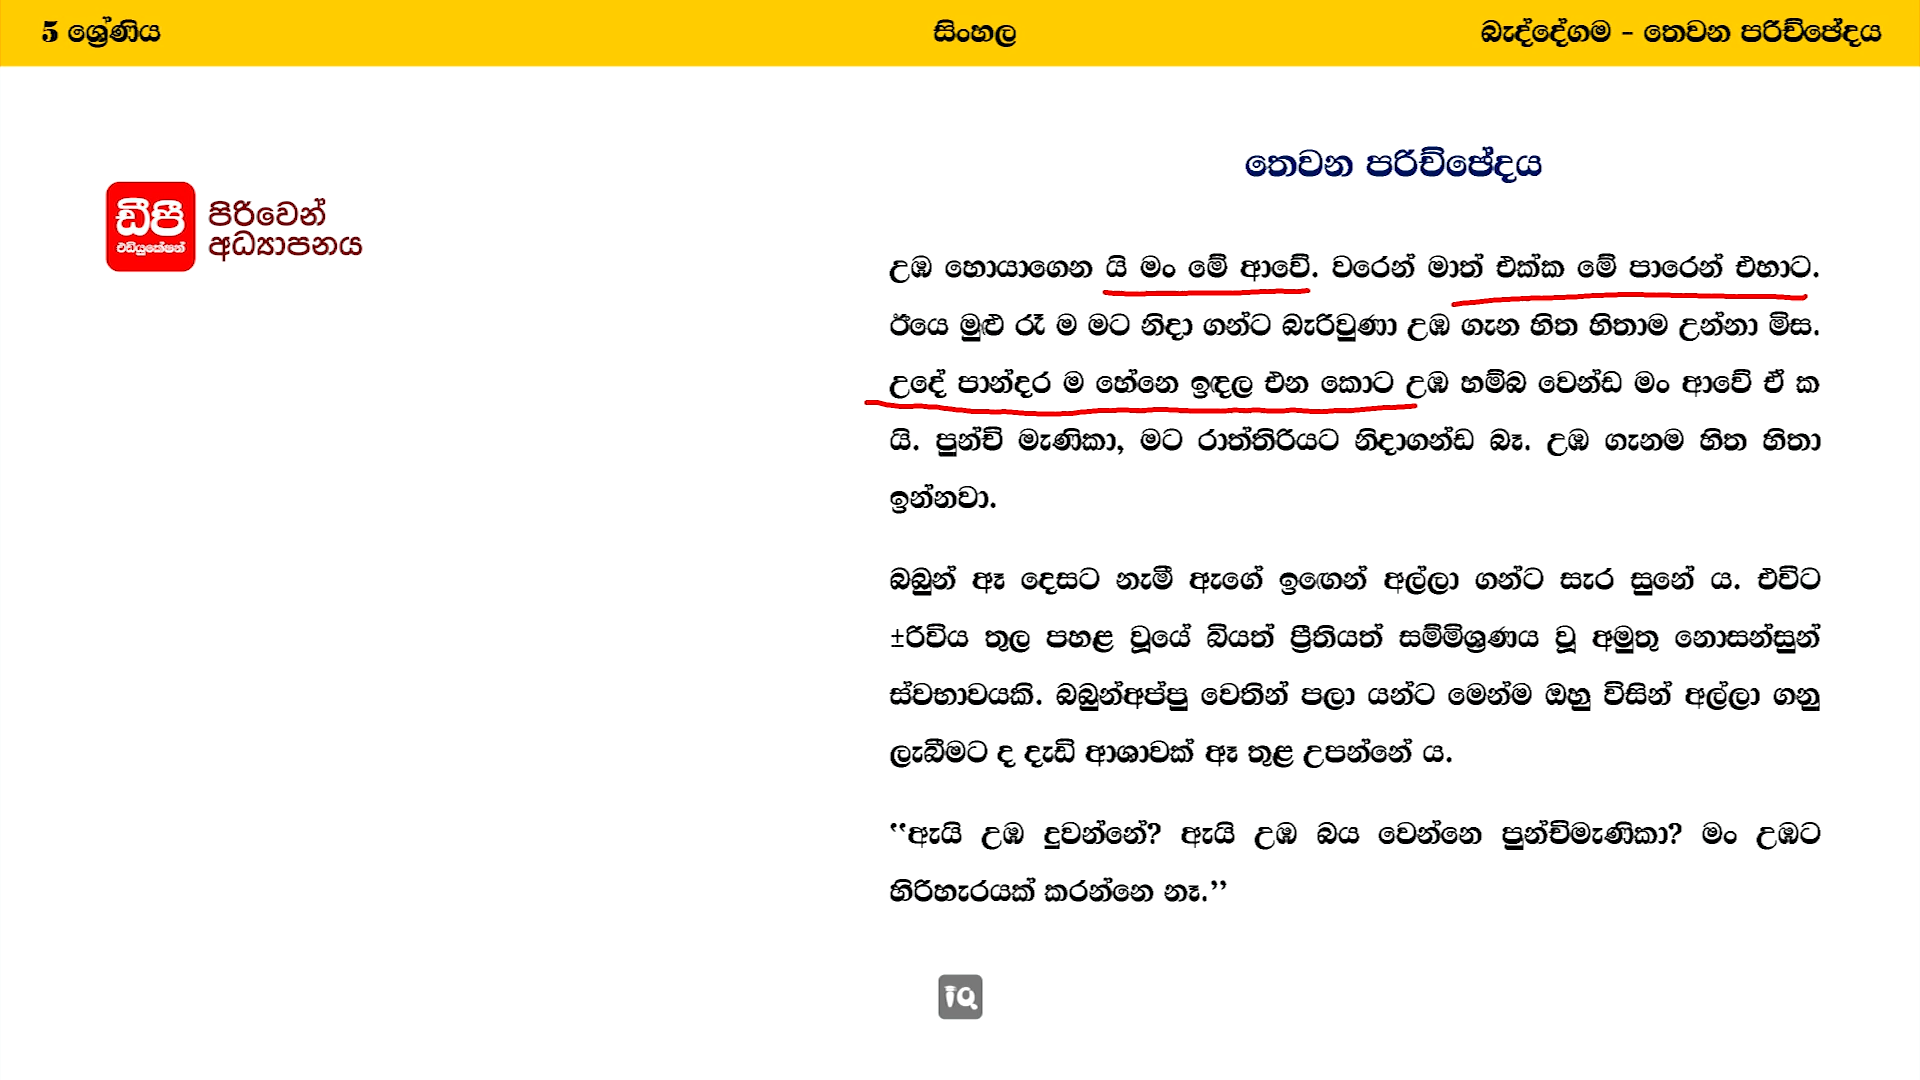 5 ශ්‍රේණිය
සිංහල
බැද්දේගම - තෙවන පරිච්ඡේදය
ඩීපී
එඩියුකේෂන්
පිරිවෙන්
අධ්‍යාපනය
තෙවන පරිච්ඡේදය
උඹ හොයාගෙන යි මං මේ ආවේ. වරෙන් මාත් එක්ක මේ පාරෙන් එහාට.
ඊයෙ මුළු රෑ ම මට නිදා ගන්ට බැරිවුණා උඹ ගැන හිත හිතාම උන්නා මිස.
උදේ පාන්දර ම හේනෙ ඉඳල එන කොට උඹ හම්බ වෙන්ඩ මං ආවේ ඒ ක
යි. පුන්චි මැණිකා, මට රාත්තිරියට නිදාගන්ඩ බෑ. උඹ ගැනම හිත හිතා
ඉන්නවා.
බබුන් ඈ දෙසට නැමී ඇගේ ඉඟෙන් අල්ලා ගන්ට සැර සුනේ ය. එවිට
±රිවිය තුල පහළ වූයේ බියත් ප්‍රීතියත් සම්මිශ්‍රණය වූ අමුතු නොසන්සුන්
ස්වභාවයකි. බබුන්අප්පු වෙතින් පලා යන්ට මෙන්ම ඔහු විසින් අල්ලා ගනු
ලැබීමට ද දැඩි ආශාවක් ඈ තුළ උපන්නේ ය.
“ඇයි උඹ දුවන්නේ? ඇයි උඹ බය වෙන්නෙ පුන්චිමැණිකා? මං උඹට
හිරිහැරයක් කරන්නෙ නෑ.”
iQ